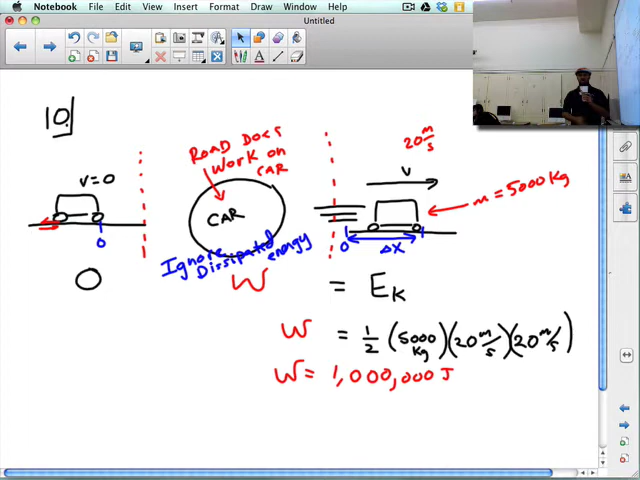 Notebook File Edit View Insert Format Tools Draw Window Help
Untitled
10.
ROAD DOES
WORK ON
CAR
20 m/s
v=0
v
m = 5000 Kg
CAR
0
0
Δx
1
Ignore
Dissipated energy
0
W = EK
W = 1/2 (5000 kg)(20 m/s)(20 m/s)
W = 1,000,000 J